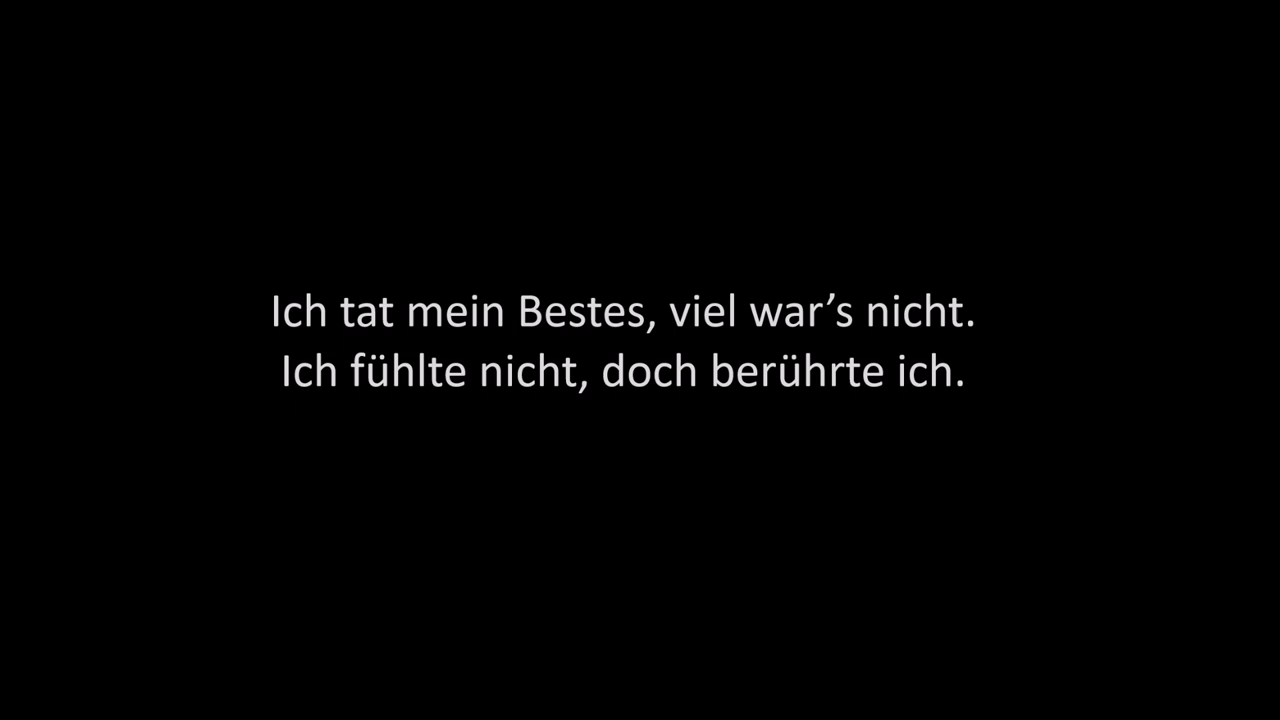 Ich tat mein Bestes, viel war’s nicht.
Ich fühlte nicht, doch berührte ich.